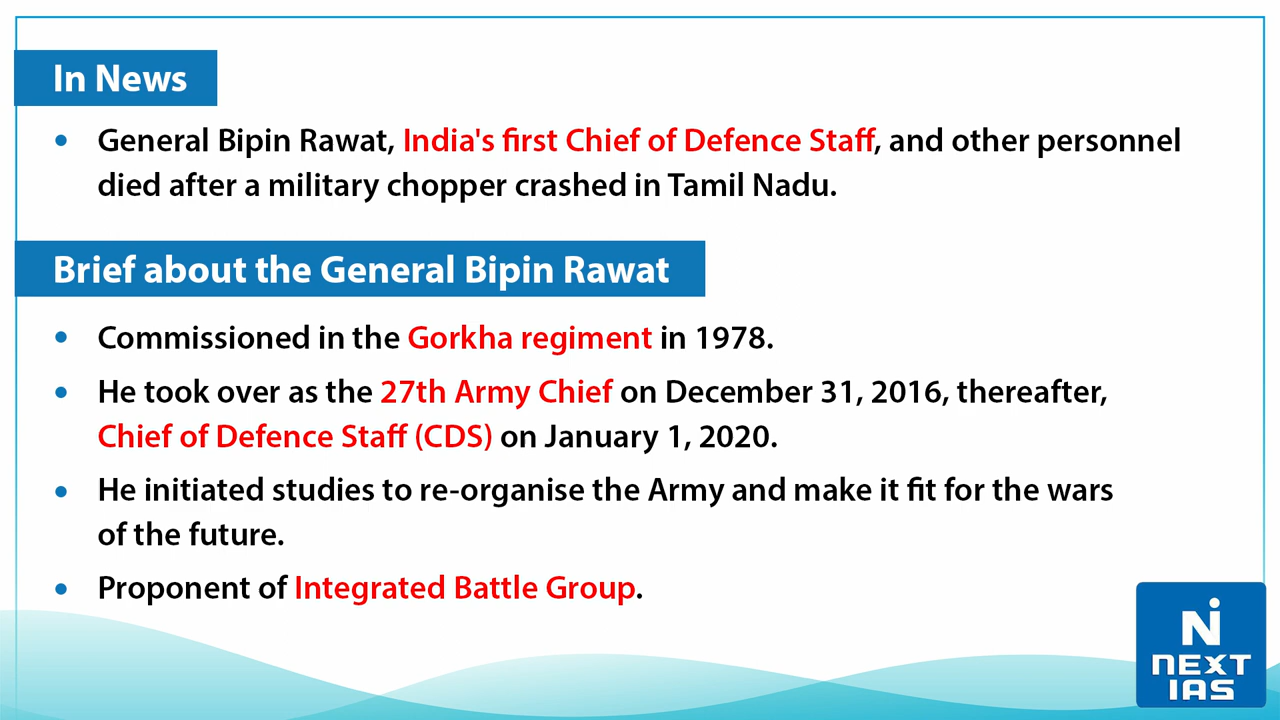 In News
• General Bipin Rawat, India's first Chief of Defence Staff, and other personnel
died after a military chopper crashed in Tamil Nadu.
Brief about the General Bipin Rawat
• Commissioned in the Gorkha regiment in 1978.
• He took over as the 27th Army Chief on December 31, 2016, thereafter,
Chief of Defence Staff (CDS) on January 1, 2020.
• He initiated studies to re-organise the Army and make it fit for the wars
of the future.
• Proponent of Integrated Battle Group.
N
NEXT
IAS